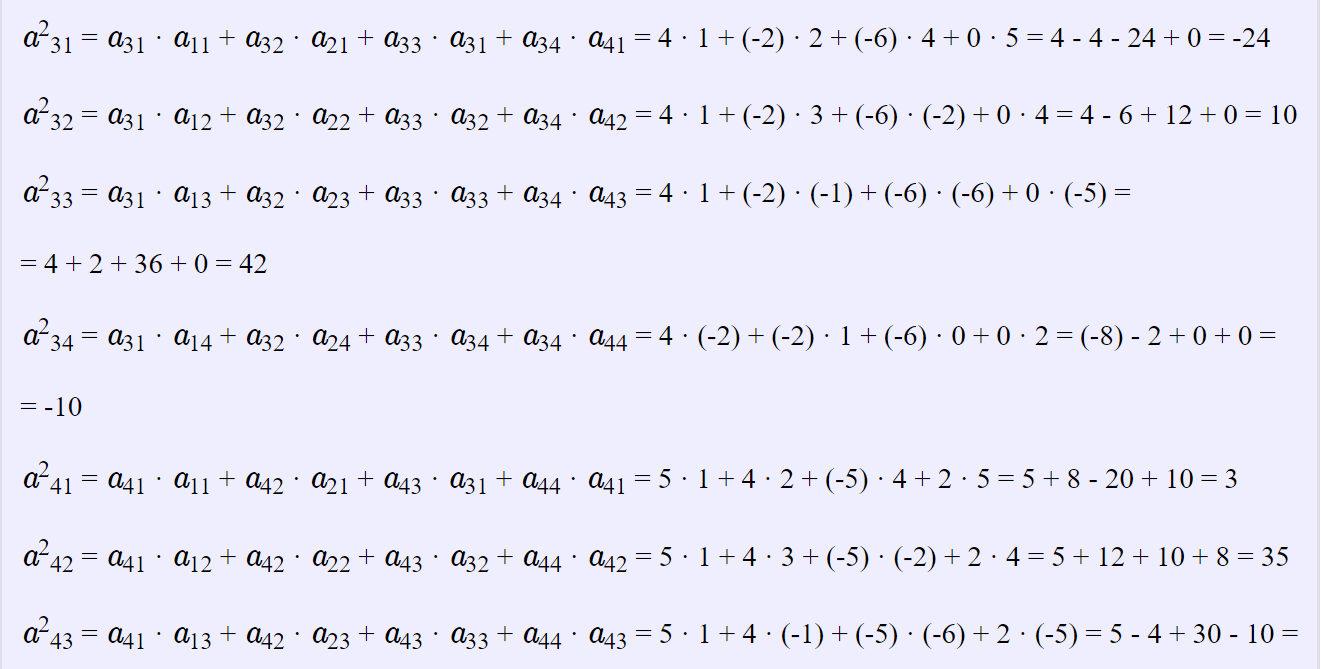 a²₃₁ = a₃₁ · a₁₁ + a₃₂ · a₂₁ + a₃₃ · a₃₁ + a₃₄ · a₄₁ = 4 · 1 + (-2) · 2 + (-6) · 4 + 0 · 5 = 4 - 4 - 24 + 0 = -24
a²₃₂ = a₃₁ · a₁₂ + a₃₂ · a₂₂ + a₃₃ · a₃₂ + a₃₄ · a₄₂ = 4 · 1 + (-2) · 3 + (-6) · (-2) + 0 · 4 = 4 - 6 + 12 + 0 = 10
a²₃₃ = a₃₁ · a₁₃ + a₃₂ · a₂₃ + a₃₃ · a₃₃ + a₃₄ · a₄₃ = 4 · 1 + (-2) · (-1) + (-6) · (-6) + 0 · (-5) =
= 4 + 2 + 36 + 0 = 42
a²₃₄ = a₃₁ · a₁₄ + a₃₂ · a₂₄ + a₃₃ · a₃₄ + a₃₄ · a₄₄ = 4 · (-2) + (-2) · 1 + (-6) · 0 + 0 · 2 = (-8) - 2 + 0 + 0 =
= -10
a²₄₁ = a₄₁ · a₁₁ + a₄₂ · a₂₁ + a₄₃ · a₃₁ + a₄₄ · a₄₁ = 5 · 1 + 4 · 2 + (-5) · 4 + 2 · 5 = 5 + 8 - 20 + 10 = 3
a²₄₂ = a₄₁ · a₁₂ + a₄₂ · a₂₂ + a₄₃ · a₃₂ + a₄₄ · a₄₂ = 5 · 1 + 4 · 3 + (-5) · (-2) + 2 · 4 = 5 + 12 + 10 + 8 = 35
a²₄₃ = a₄₁ · a₁₃ + a₄₂ · a₂₃ + a₄₃ · a₃₃ + a₄₄ · a₄₃ = 5 · 1 + 4 · (-1) + (-5) · (-6) + 2 · (-5) = 5 - 4 + 30 - 10 =